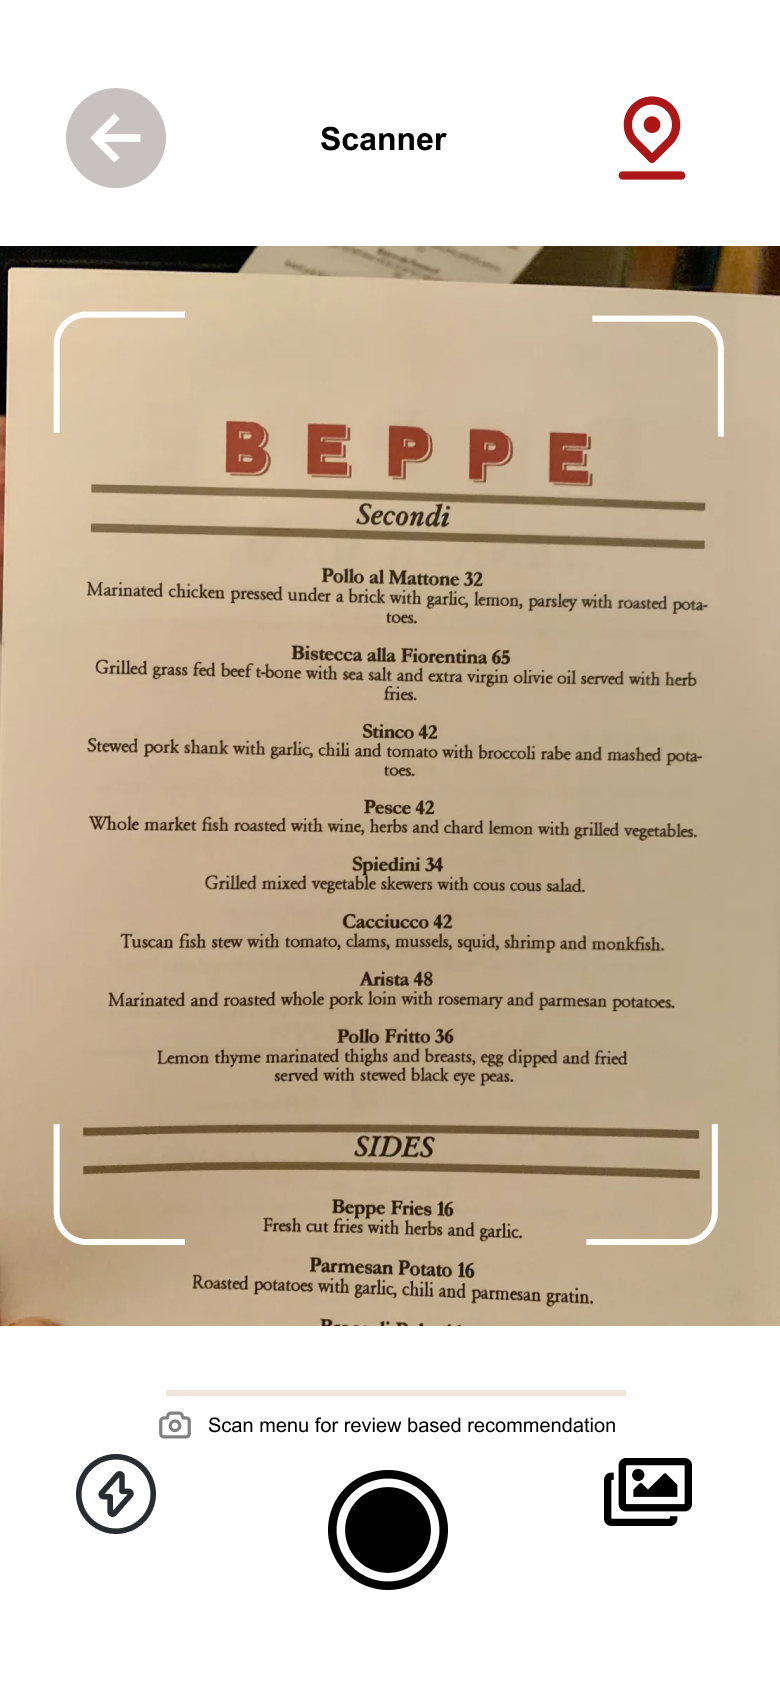 Scanner
BEPPE
Secondi
Pollo al Mattone 32
Marinated chicken pressed under a brick with garlic, lemon, parsley with roasted pota-
toes.
Bistecca alla Fiorentina 65
Grilled grass fed beef t-bone with sea salt and extra virgin olivie oil served with herb
fries.
Stinco 42
Stewed pork shank with garlic, chili and tomato with broccoli rabe and mashed pota-
toes.
Pesce 42
Whole market fish roasted with wine, herbs and chard lemon with grilled vegetables.
Spiedini 34
Grilled mixed vegetable skewers with cous cous salad.
Cacciucco 42
Tuscan fish stew with tomato, clams, mussels, squid, shrimp and monkfish.
Arista 48
Marinated and roasted whole pork loin with rosemary and parmesan potatoes.
Pollo Fritto 36
Lemon thyme marinated thighs and breasts, egg dipped and fried
served with stewed black eye peas.
SIDES
Beppe Fries 16
Fresh cut fries with herbs and garlic.
Parmesan Potato 16
Roasted potatoes with garlic, chili and parmesan gratin.
Scan menu for review based recommendation